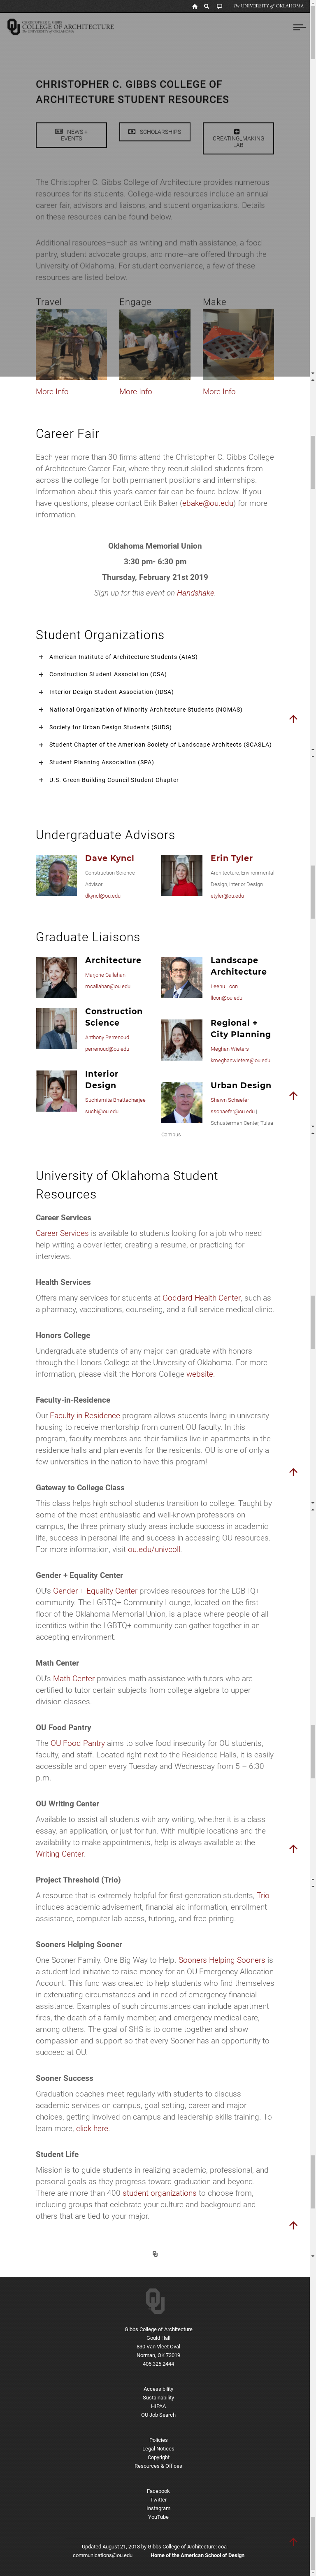 The UNIVERSITY of OKLAHOMA
CHRISTOPHER C. GIBBS
COLLEGE OF ARCHITECTURE
The UNIVERSITY of OKLAHOMA
CHRISTOPHER C. GIBBS COLLEGE OF
ARCHITECTURE STUDENT RESOURCES
NEWS +
EVENTS
SCHOLARSHIPS
CREATING_MAKING
LAB
The Christopher C. Gibbs College of Architecture provides numerous
resources for its students. College-wide resources include an annual
career fair, advisors and liaisons, and student organizations. Details
on these resources can be found below.
Additional resources–such as writing and math assistance, a food
pantry, student advocate groups, and more–are offered through the
University of Oklahoma. For student convenience, a few of these
resources are listed below.
Travel
Engage
Make
More Info
More Info
More Info
Career Fair
Each year more than 30 firms attend the Christopher C. Gibbs College
of Architecture Career Fair, where they recruit skilled students from
across the college for both permanent positions and internships.
Information about this year's career fair can be found below. If you
have questions, please contact Erik Baker (ebake@ou.edu) for more
information.
Oklahoma Memorial Union
3:30 pm- 6:30 pm
Thursday, February 21st 2019
Sign up for this event on Handshake.
Student Organizations
American Institute of Architecture Students (AIAS)
Construction Student Association (CSA)
Interior Design Student Association (IDSA)
National Organization of Minority Architecture Students (NOMAS)
Society for Urban Design Students (SUDS)
Student Chapter of the American Society of Landscape Architects (SCASLA)
Student Planning Association (SPA)
U.S. Green Building Council Student Chapter
Undergraduate Advisors
Dave Kyncl
Construction Science
Advisor
dkyncl@ou.edu
Erin Tyler
Architecture, Environmental
Design, Interior Design
etyler@ou.edu
Graduate Liaisons
Architecture
Marjorie Callahan
mcallahan@ou.edu
Landscape
Architecture
Leehu Loon
lloon@ou.edu
Construction
Science
Anthony Perrenoud
perrenoud@ou.edu
Regional +
City Planning
Meghan Wieters
kmeghanwieters@ou.edu
Interior
Design
Suchismita Bhattacharjee
suchi@ou.edu
Urban Design
Shawn Schaefer
sschaefer@ou.edu |
Schusterman Center, Tulsa
Campus
University of Oklahoma Student
Resources
Career Services
Career Services is available to students looking for a job who need
help writing a cover letter, creating a resume, or practicing for
interviews.
Health Services
Offers many services for students at Goddard Health Center, such as
a pharmacy, vaccinations, counseling, and a full service medical clinic.
Honors College
Undergraduate students of any major can graduate with honors
through the Honors College at the University of Oklahoma. For more
information, please visit the Honors College website.
Faculty-in-Residence
Our Faculty-in-Residence program allows students living in university
housing to receive mentorship from current OU faculty. In this
program, faculty members and their families live in apartments in the
residence halls and plan events for the residents. OU is one of only a
few universities in the nation to have this program!
Gateway to College Class
This class helps high school students transition to college. Taught by
some of the most enthusiastic and well-known professors on
campus, the three primary study areas include success in academic
life, success in personal life and success in accessing OU resources.
For more information, visit ou.edu/univcoll.
Gender + Equality Center
OU's Gender + Equality Center provides resources for the LGBTQ+
community. The LGBTQ+ Community Lounge, located on the first
floor of the Oklahoma Memorial Union, is a place where people of all
identities within the LGBTQ+ community can gather together in an
accepting environment.
Math Center
OU's Math Center provides math assistance with tutors who are
certified to tutor certain subjects from college algebra to upper
division classes.
OU Food Pantry
The OU Food Pantry aims to solve food insecurity for OU students,
faculty, and staff. Located right next to the Residence Halls, it is easily
accessible and open every Tuesday and Wednesday from 5 – 6:30
p.m.
OU Writing Center
Available to assist all students with any writing, whether it is a class
essay, an application, or just for fun. With multiple locations and the
availability to make appointments, help is always available at the
Writing Center.
Project Threshold (Trio)
A resource that is extremely helpful for first-generation students, Trio
includes academic advisement, financial aid information, enrollment
assistance, computer lab acess, tutoring, and free printing.
Sooners Helping Sooner
One Sooner Family. One Big Way to Help. Sooners Helping Sooners is
a student led initiative to raise money for an OU Emergency Allocation
Account. This fund was created to help students who find themselves
in extenuating circumstances and in need of emergency financial
assistance. Examples of such circumstances can include apartment
fires, the death of a family member, and emergency medical care,
among others. The goal of SHS is to come together and show
compassion and support so that every Sooner has an opportunity to
succeed at OU.
Sooner Success
Graduation coaches meet regularly with students to discuss
academic services on campus, goal setting, career and major
choices, getting involved on campus and leadership skills training. To
learn more, click here.
Student Life
Mission is to guide students in realizing academic, professional, and
personal goals as they progress toward graduation and beyond.
There are more than 400 student organizations to choose from,
including groups that celebrate your culture and background and
others that are tied to your major.
Gibbs College of Architecture
Gould Hall
830 Van Vleet Oval
Norman, OK 73019
405.325.2444
Accessibility
Sustainability
HIPAA
OU Job Search
Policies
Legal Notices
Copyright
Resources & Offices
Facebook
Twitter
Instagram
YouTube
Updated August 21, 2018 by Gibbs College of Architecture: coa-
communications@ou.edu Home of the American School of Design